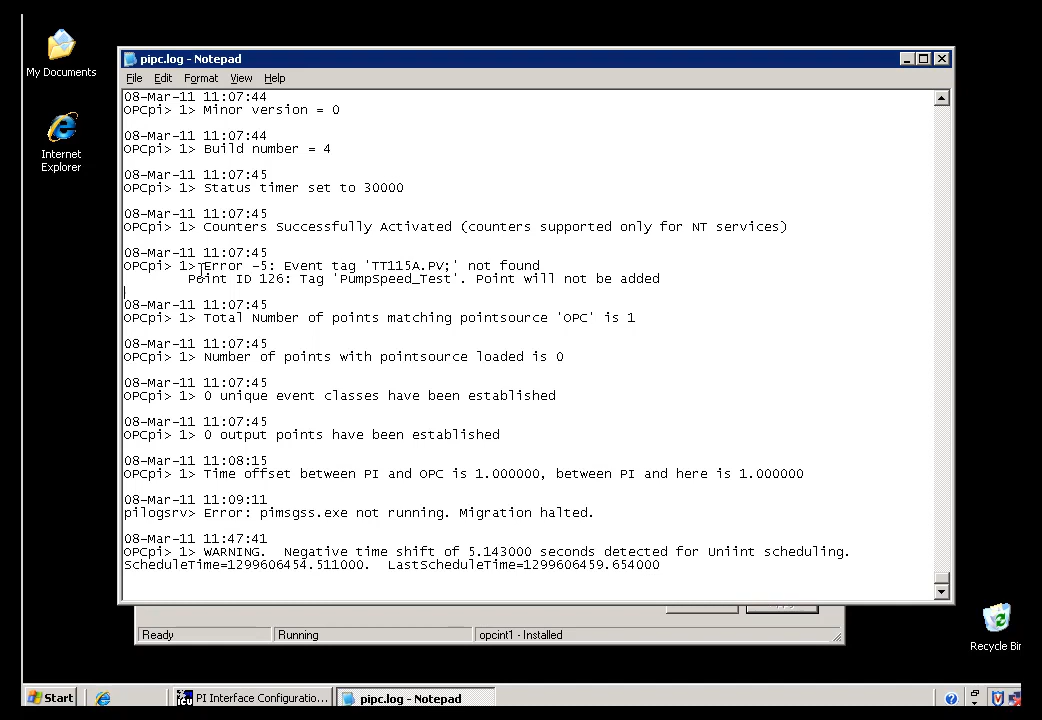 My Documents
Internet
Explorer
pipc.log - Notepad
File Edit Format View Help
08-Mar-11 11:07:44
OPCpi> 1> Minor version = 0
08-Mar-11 11:07:44
OPCpi> 1> Build number = 4
08-Mar-11 11:07:45
OPCpi> 1> Status timer set to 30000
08-Mar-11 11:07:45
OPCpi> 1> Counters Successfully Activated (counters supported only for NT services)
08-Mar-11 11:07:45
OPCpi> 1> Error -5: Event tag 'TT115A.PV;' not found
Point ID 126: Tag 'PumpSpeed_Test'. Point will not be added
08-Mar-11 11:07:45
OPCpi> 1> Total Number of points matching pointsource 'OPC' is 1
08-Mar-11 11:07:45
OPCpi> 1> Number of points with pointsource loaded is 0
08-Mar-11 11:07:45
OPCpi> 1> 0 unique event classes have been established
08-Mar-11 11:07:45
OPCpi> 1> 0 output points have been established
08-Mar-11 11:08:15
OPCpi> 1> Time offset between PI and OPC is 1.000000, between PI and here is 1.000000
08-Mar-11 11:09:11
pilogsrv> Error: pimsgss.exe not running. Migration halted.
08-Mar-11 11:47:41
OPCpi> 1> WARNING.  Negative time shift of 5.143000 seconds detected for Uniint scheduling.
ScheduleTime=1299606454.511000.  LastScheduleTime=1299606459.654000
Ready Running opcint1 - Installed
Recycle Bin
Start PI Interface Configuratio... pipc.log - Notepad